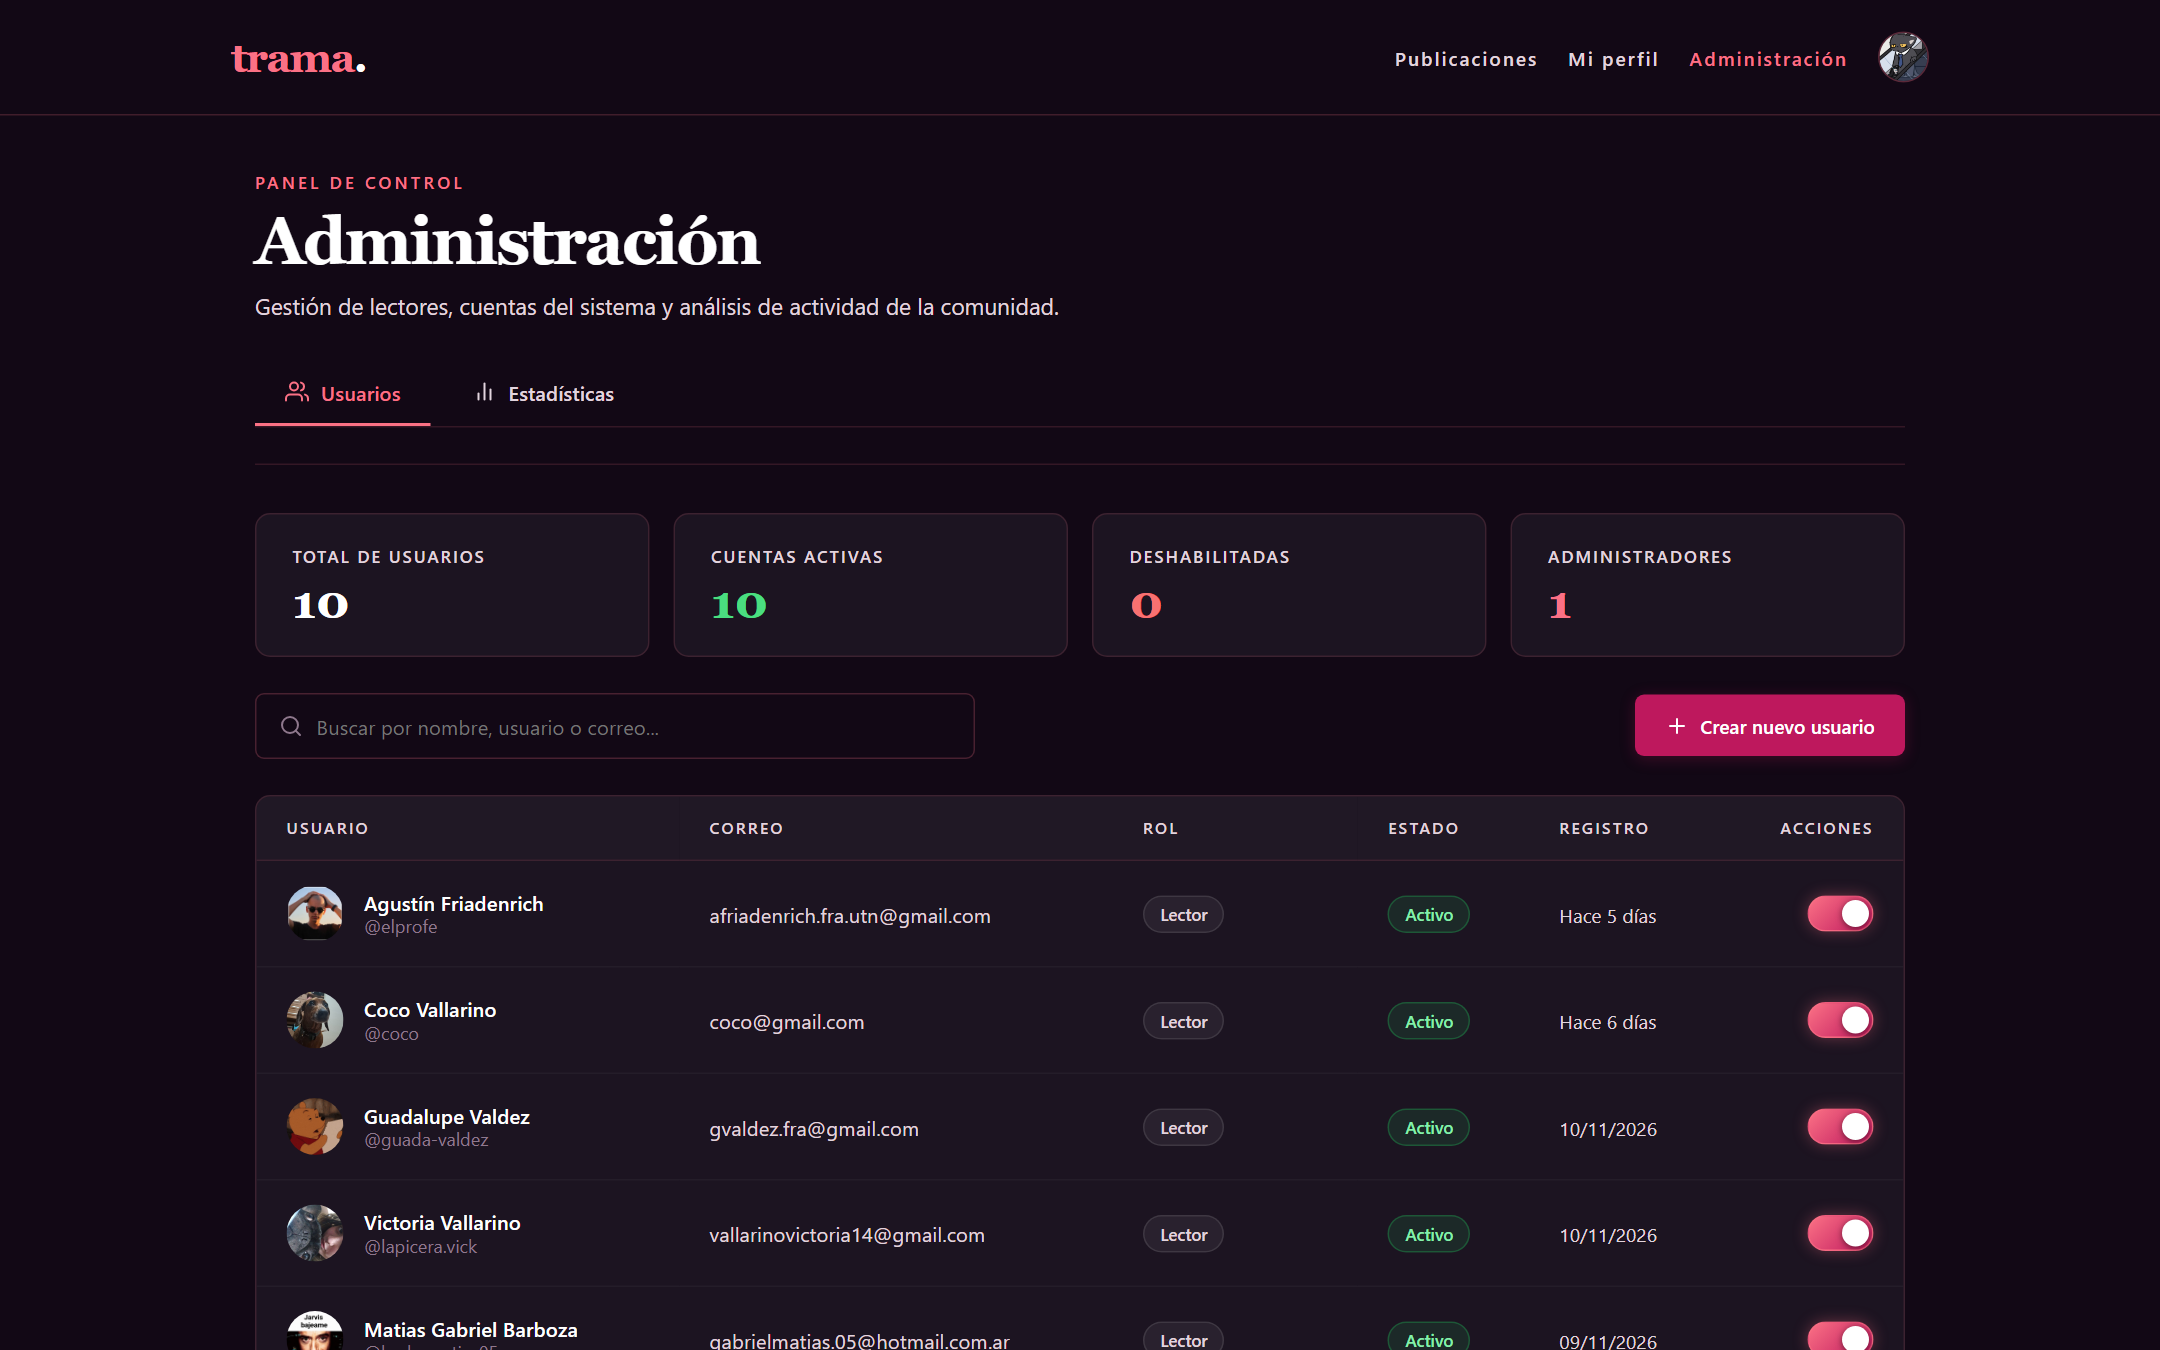 trama.
Publicaciones
Mi perfil
Administración
PANEL DE CONTROL
Administración
Gestión de lectores, cuentas del sistema y análisis de actividad de la comunidad.
Usuarios
Estadísticas
TOTAL DE USUARIOS
10
CUENTAS ACTIVAS
10
DESHABILITADAS
0
ADMINISTRADORES
1
Buscar por nombre, usuario o correo...
Crear nuevo usuario
USUARIO
CORREO
ROL
ESTADO
REGISTRO
ACCIONES
Agustín Friadenrich
@elprofe
afriadenrich.fra.utn@gmail.com
Lector
Activo
Hace 5 días
Coco Vallarino
@coco
coco@gmail.com
Lector
Activo
Hace 6 días
Guadalupe Valdez
@guada-valdez
gvaldez.fra@gmail.com
Lector
Activo
10/11/2026
Victoria Vallarino
@lapicera.vick
vallarinovictoria14@gmail.com
Lector
Activo
10/11/2026
Jarvis
bajeame
Matias Gabriel Barboza
gabrielmatias.05@hotmail.com.ar
Lector
Activo
09/11/2026